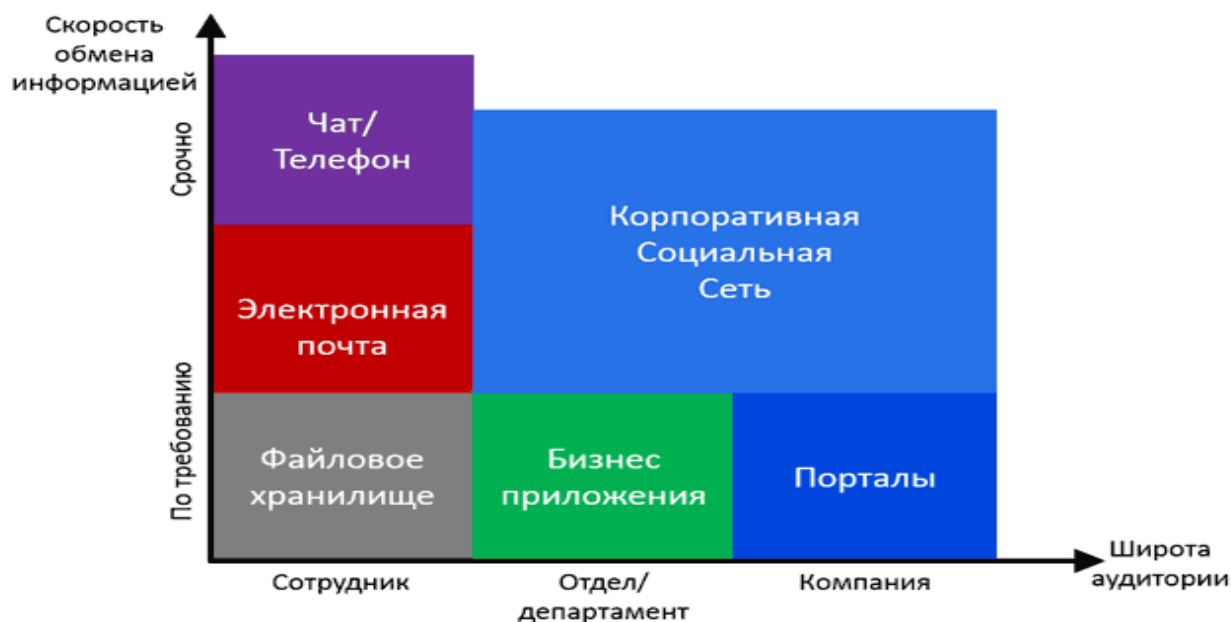 Скорость
обмена
информацией
Срочно
По требованию
Чат/
Телефон
Корпоративная
Социальная
Сеть
Электронная
почта
Файловое
хранилище
Бизнес
приложения
Порталы
Сотрудник
Отдел/
департамент
Компания
Широта
аудитории